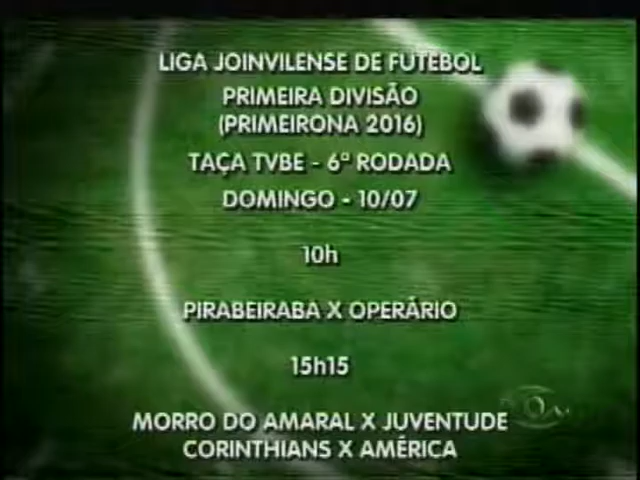 LIGA JOINVILENSE DE FUTEBOL
PRIMEIRA DIVISÃO
(PRIMEIRONA 2016)
TAÇA TVBE - 6ª RODADA
DOMINGO - 10/07
10h
PIRABEIRABA X OPERÁRIO
15h15
MORRO DO AMARAL X JUVENTUDE
CORINTHIANS X AMÉRICA